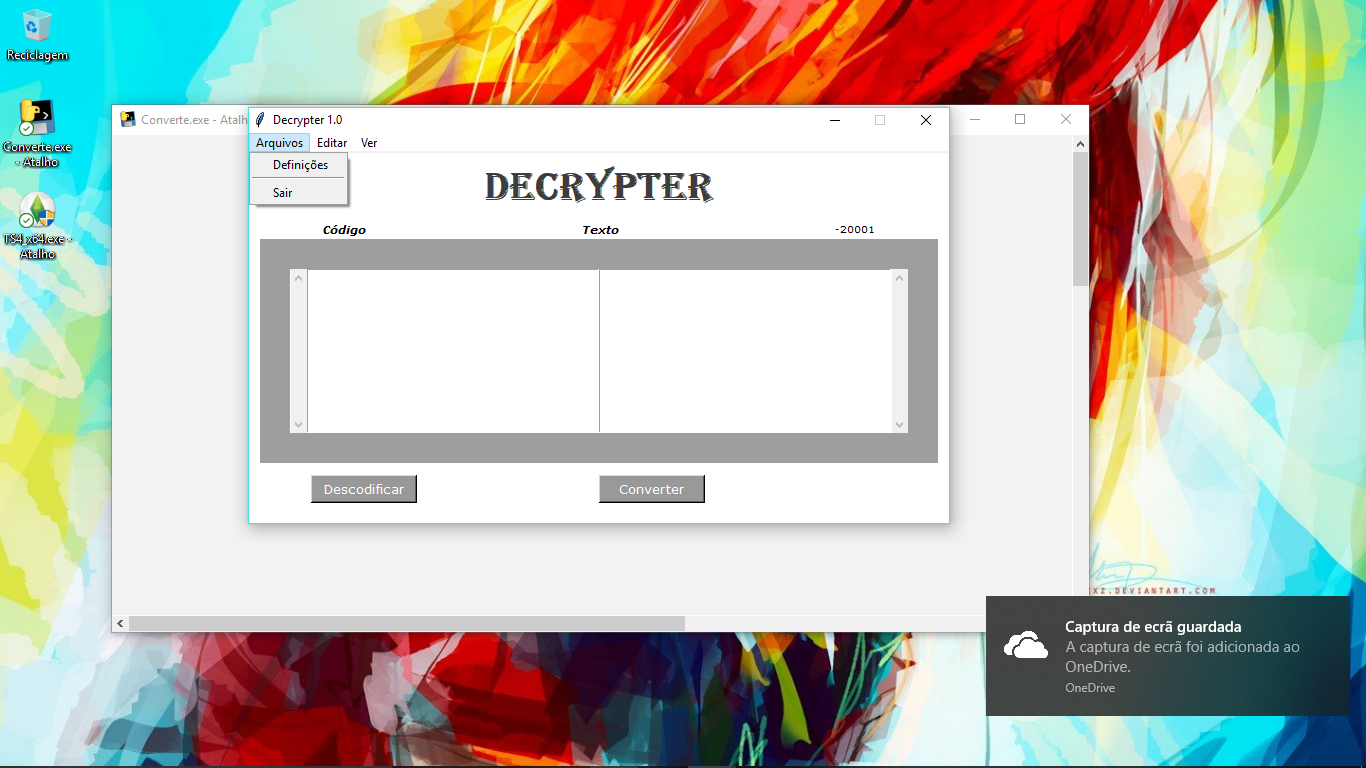 Reciclagem
Converte.exe
- Atalho
TS4_x64.exe -
Atalho
Converte.exe - Atalh
Decrypter 1.0
Arquivos Editar Ver
Definições
Sair
DECRYPTER
Código Texto -20001
Descodificar Converter
XZ.DEVIANTART.COM
Captura de ecrã guardada
A captura de ecrã foi adicionada ao
OneDrive.
OneDrive